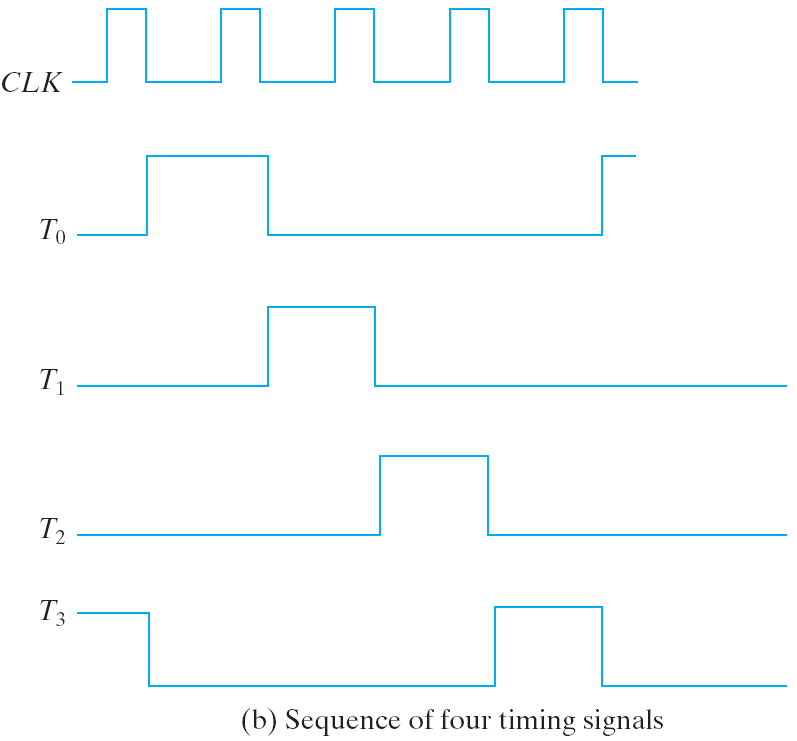 CLK
T₀
T₁
T₂
T₃
(b) Sequence of four timing signals